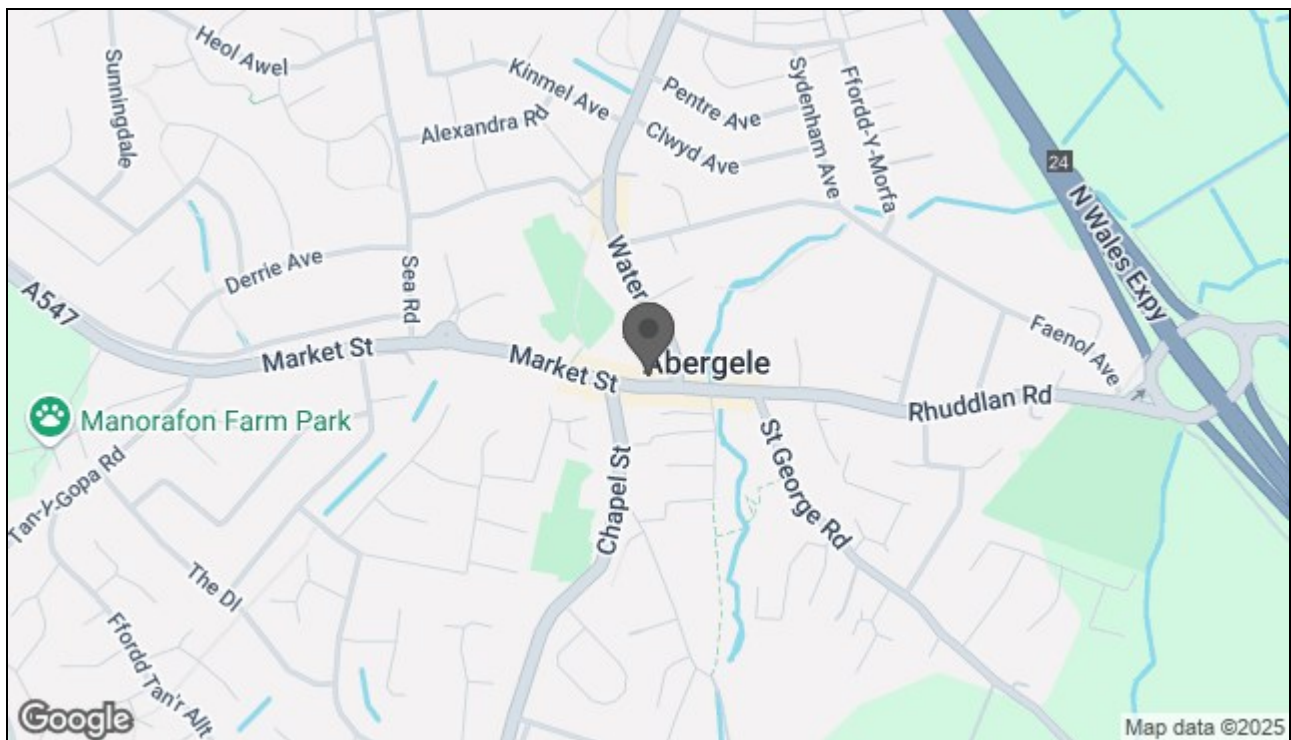 Heol Awel
Sunningdale
Kinmel Ave
Pentre Ave
Sydenham Ave
Ffordd-Y-Morfa
Alexandra Rd
Clwyd Ave
24
N Wales Expy
Water
Derrie Ave
Sea Rd
A547
Market St
Market St
Abergele
Faenol Ave
Rhuddlan Rd
Manorafon Farm Park
Tan-Y-Gopa Rd
Chapel St
St George Rd
The Dl
Ffordd Tan'r Allt
Google
Map data ©2025